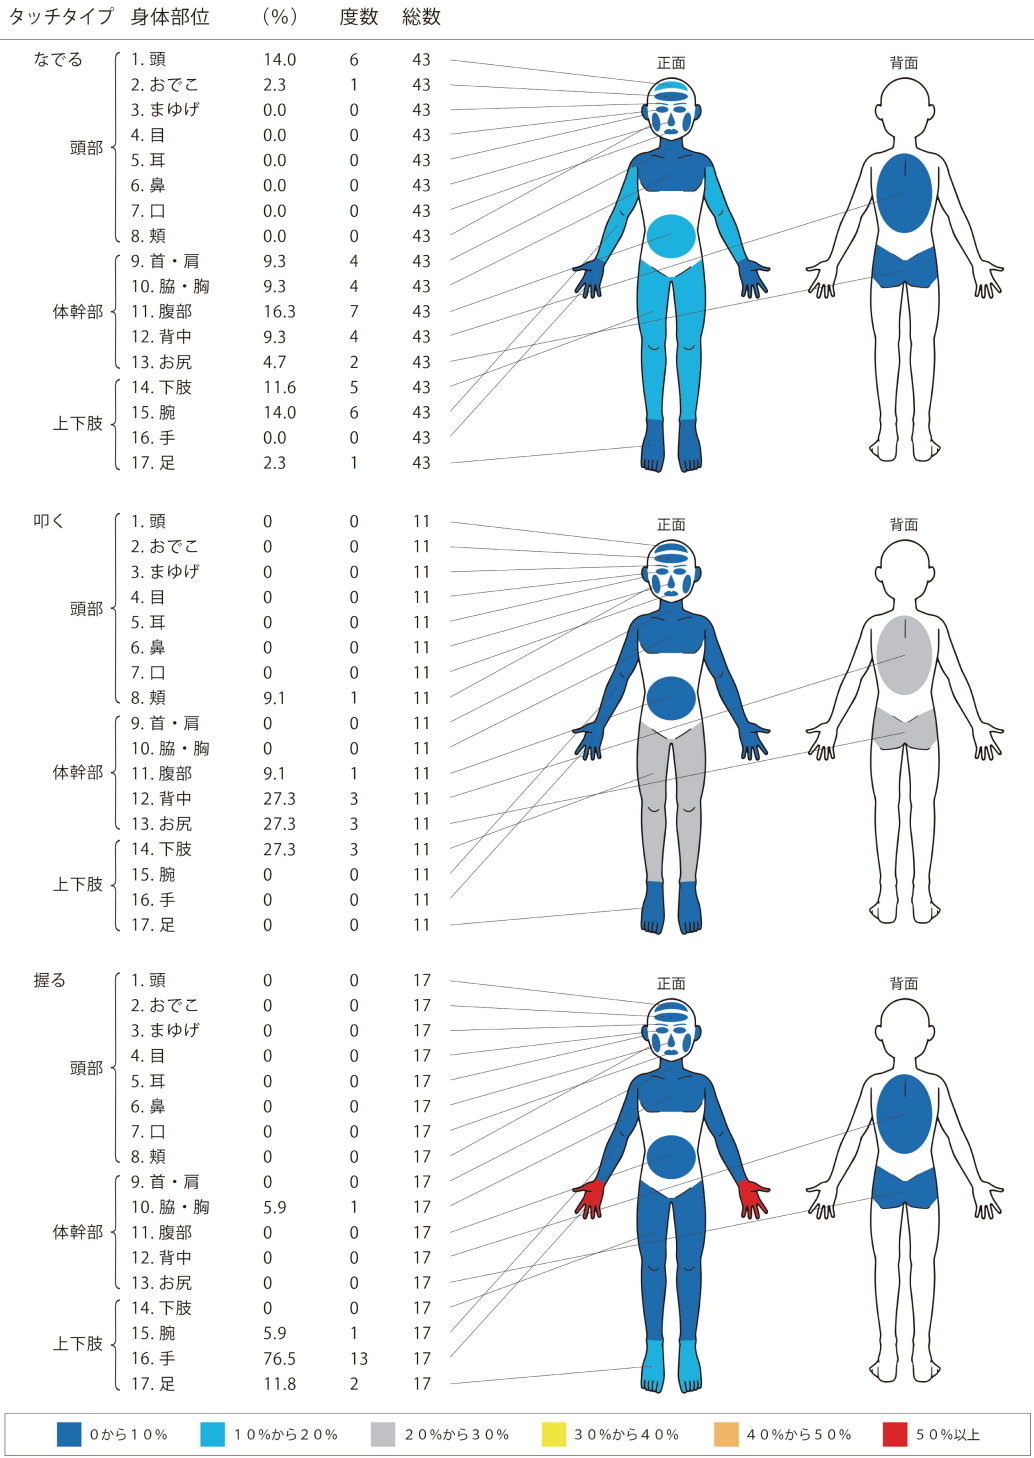 タッチタイプ 身体部位 （%） 度数 総数
なでる 1. 頭 14.0 6 43 正面 背面
2. おでこ 2.3 1 43
3. まゆげ 0.0 0 43
4. 目 0.0 0 43
頭部
5. 耳 0.0 0 43
6. 鼻 0.0 0 43
7. 口 0.0 0 43
8. 頬 0.0 0 43
9. 首・肩 9.3 4 43
10. 脇・胸 9.3 4 43
体幹部 11. 腹部 16.3 7 43
12. 背中 9.3 4 43
13. お尻 4.7 2 43
14. 下肢 11.6 5 43
15. 腕 14.0 6 43
上下肢
16. 手 0.0 0 43
17. 足 2.3 1 43
叩く 1. 頭 0 0 11 正面 背面
2. おでこ 0 0 11
3. まゆげ 0 0 11
4. 目 0 0 11
頭部
5. 耳 0 0 11
6. 鼻 0 0 11
7. 口 0 0 11
8. 頬 9.1 1 11
9. 首・肩 0 0 11
10. 脇・胸 0 0 11
体幹部 11. 腹部 9.1 1 11
12. 背中 27.3 3 11
13. お尻 27.3 3 11
14. 下肢 27.3 3 11
15. 腕 0 0 11
上下肢
16. 手 0 0 11
17. 足 0 0 11
握る 1. 頭 0 0 17 正面 背面
2. おでこ 0 0 17
3. まゆげ 0 0 17
4. 目 0 0 17
頭部
5. 耳 0 0 17
6. 鼻 0 0 17
7. 口 0 0 17
8. 頬 0 0 17
9. 首・肩 0 0 17
10. 脇・胸 5.9 1 17
体幹部 11. 腹部 0 0 17
12. 背中 0 0 17
13. お尻 0 0 17
14. 下肢 0 0 17
15. 腕 5.9 1 17
上下肢
16. 手 76.5 13 17
17. 足 11.8 2 17
０から１０% １０%から２０% ２０%から３０% ３０%から４０% ４０%から５０% ５０%以上